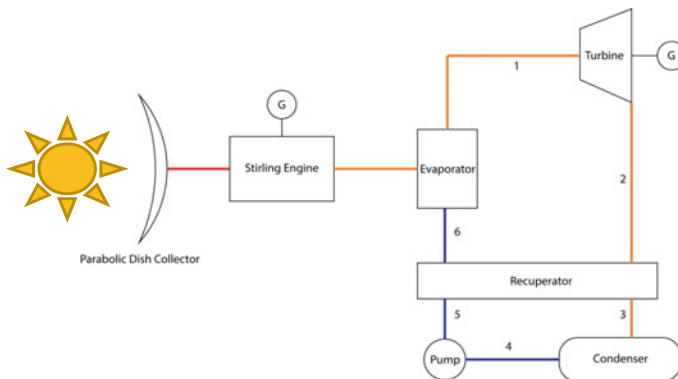 1
Turbine
G
G
Stirling Engine
Evaporator
2
6
Parabolic Dish Collector
Recuperator
5
3
4
Pump
Condenser